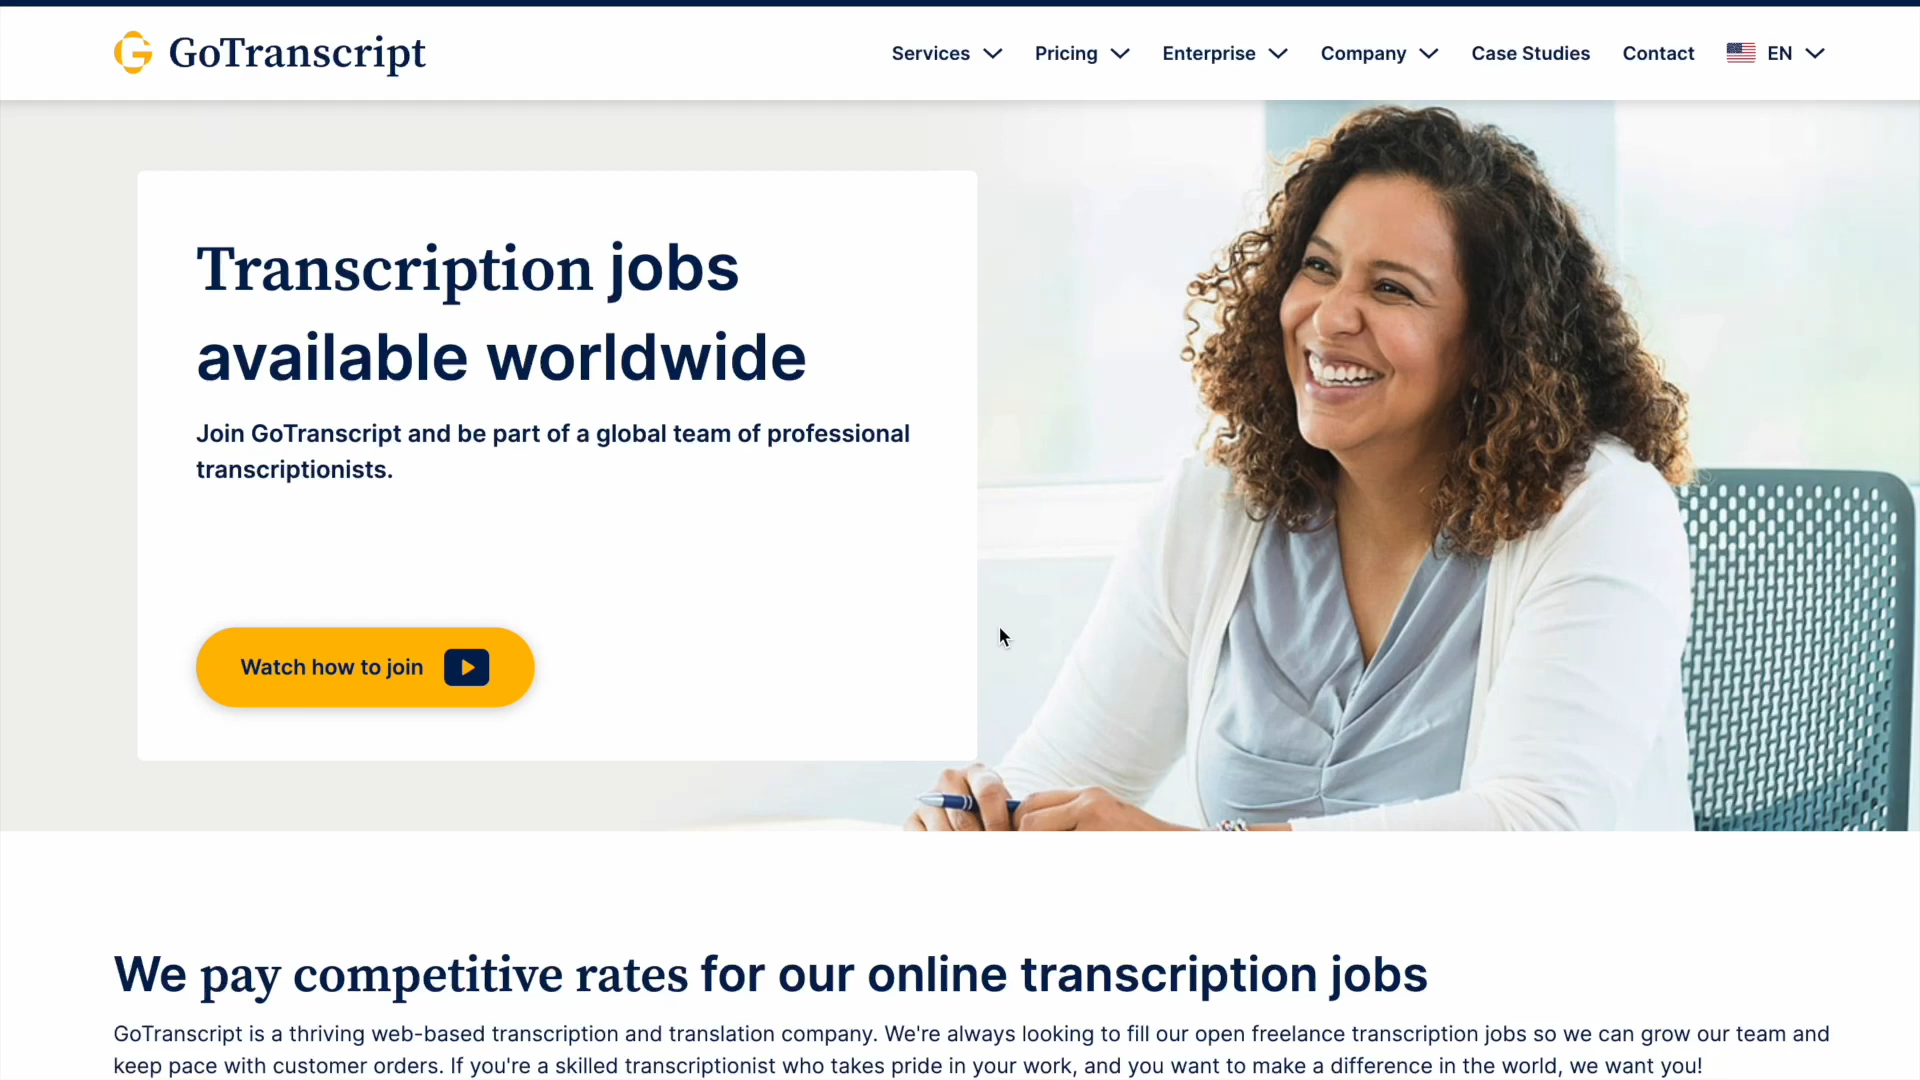 GoTranscript
Services
Pricing
Enterprise
Company
Case Studies
Contact
EN
Transcription jobs
available worldwide
Join GoTranscript and be part of a global team of professional
transcriptionists.
Watch how to join
We pay competitive rates for our online transcription jobs
GoTranscript is a thriving web-based transcription and translation company. We're always looking to fill our open freelance transcription jobs so we can grow our team and
keep pace with customer orders. If you're a skilled transcriptionist who takes pride in your work, and you want to make a difference in the world, we want you!